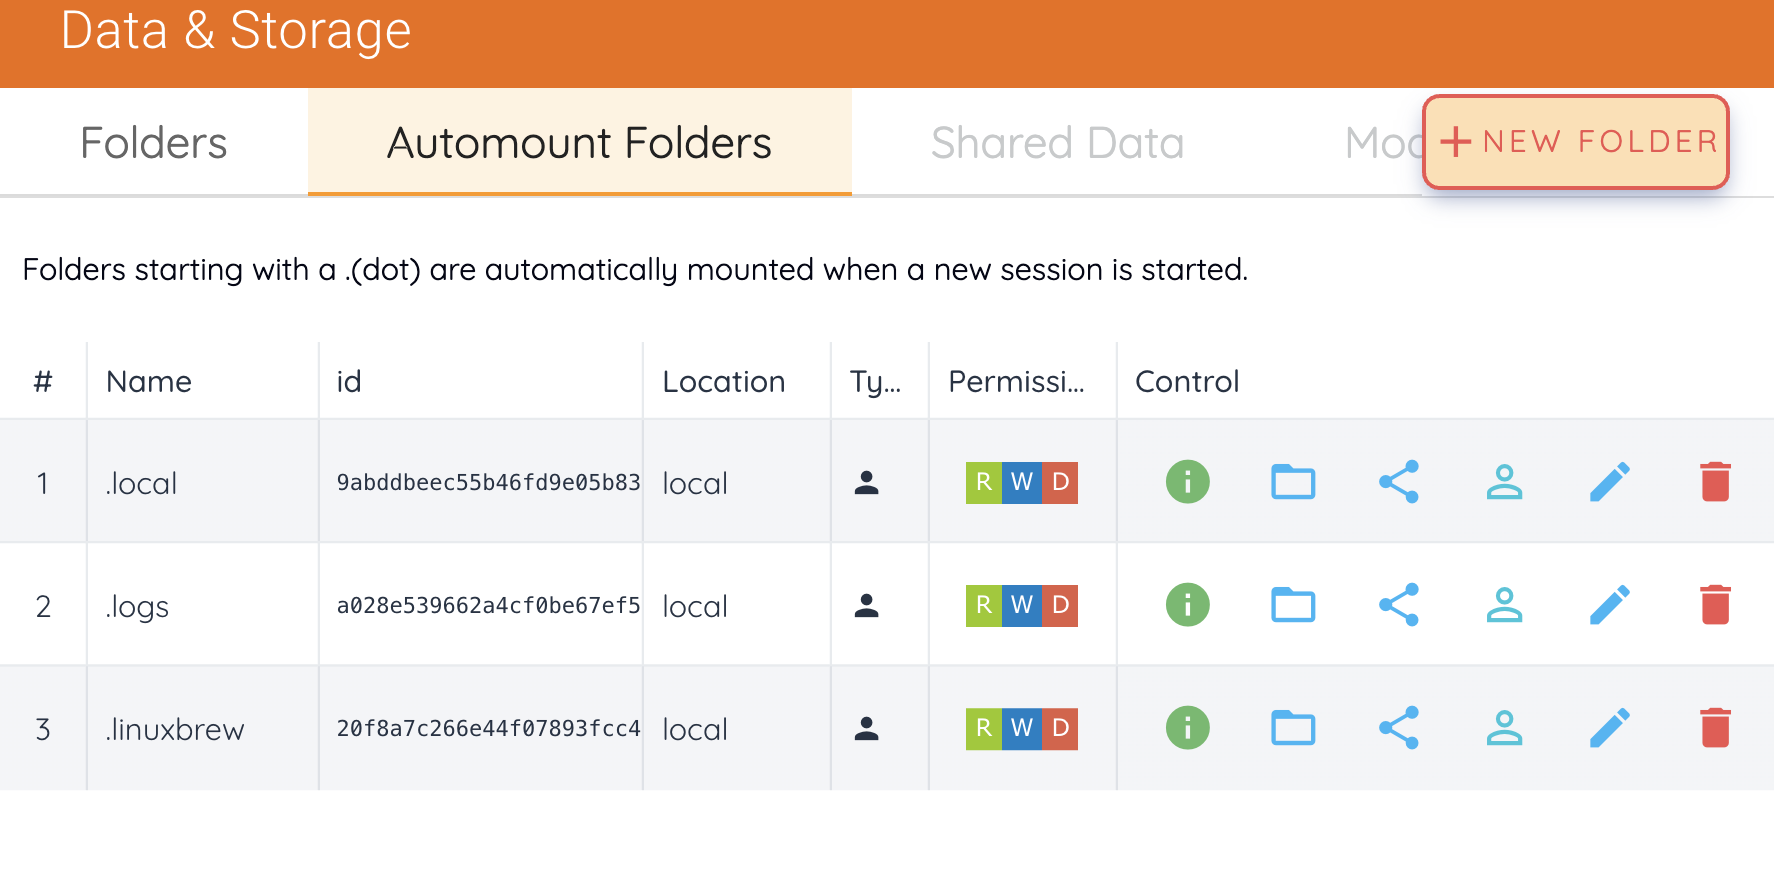 Data & Storage
Folders Automount Folders Shared Data Moc + NEW FOLDER
Folders starting with a .(dot) are automatically mounted when a new session is started.
# Name id Location Ty... Permissi... Control
1 .local 9abddbeec55b46fd9e05b83 local R W D
2 .logs a028e539662a4cf0be67ef5 local R W D
3 .linuxbrew 20f8a7c266e44f07893fcc4 local R W D